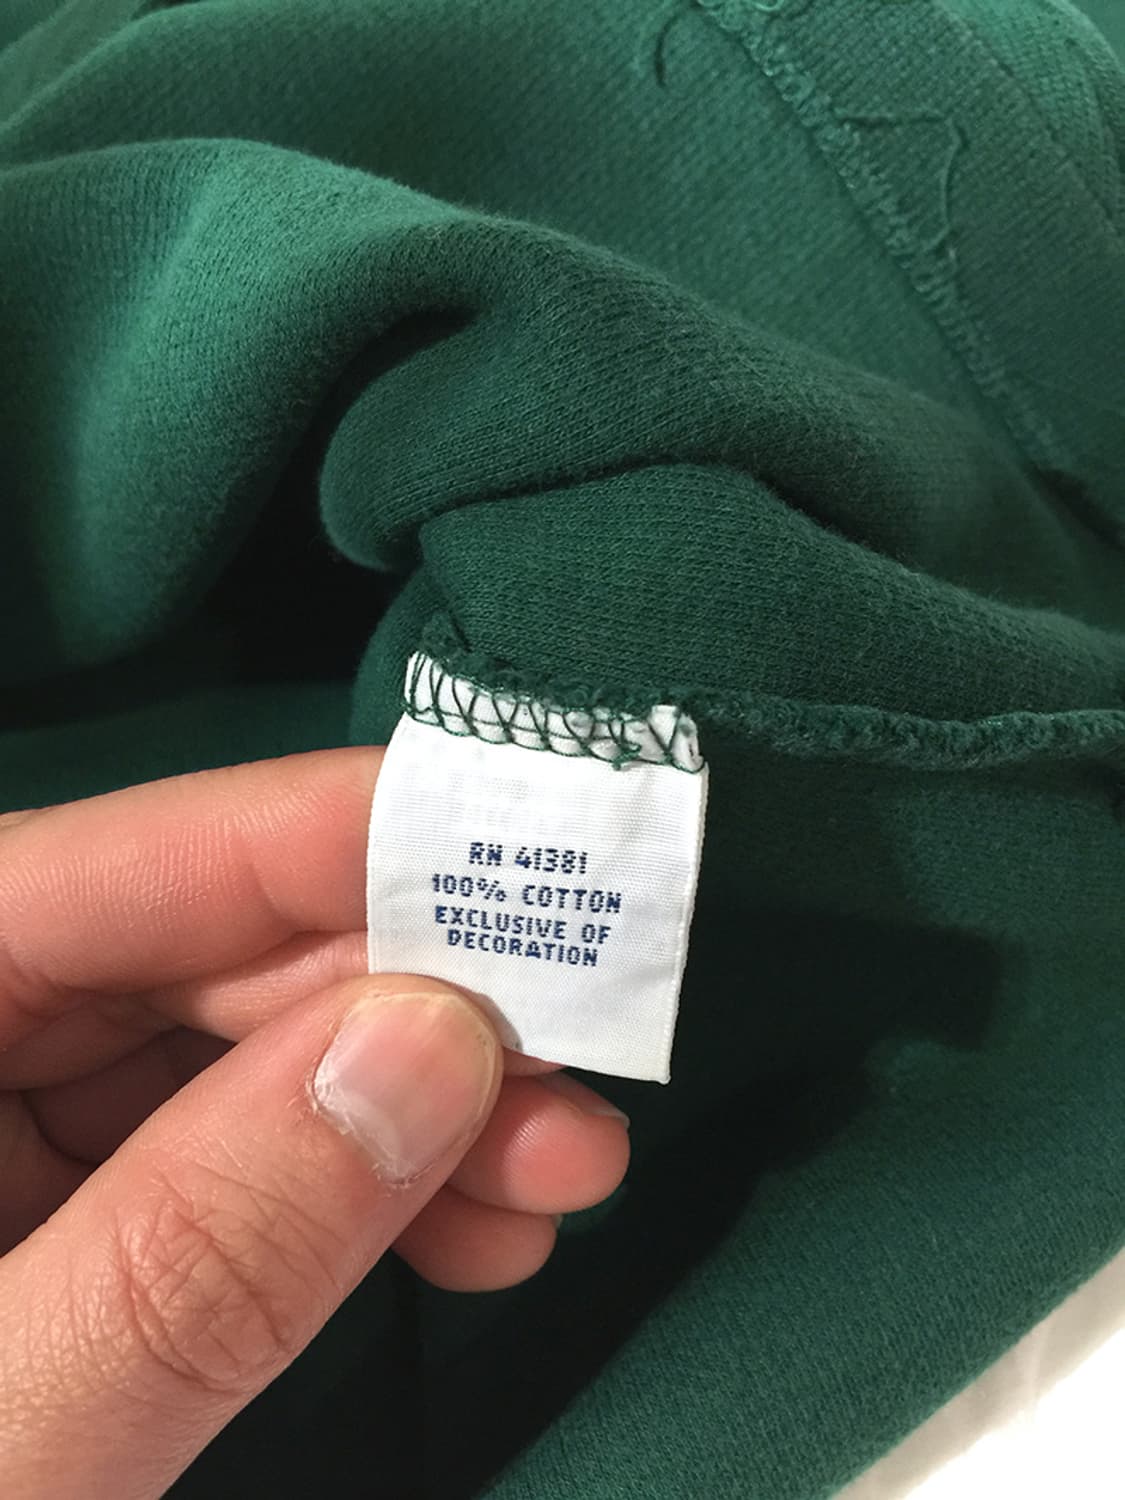 RN 41381
100% COTTON
EXCLUSIVE OF
DECORATION